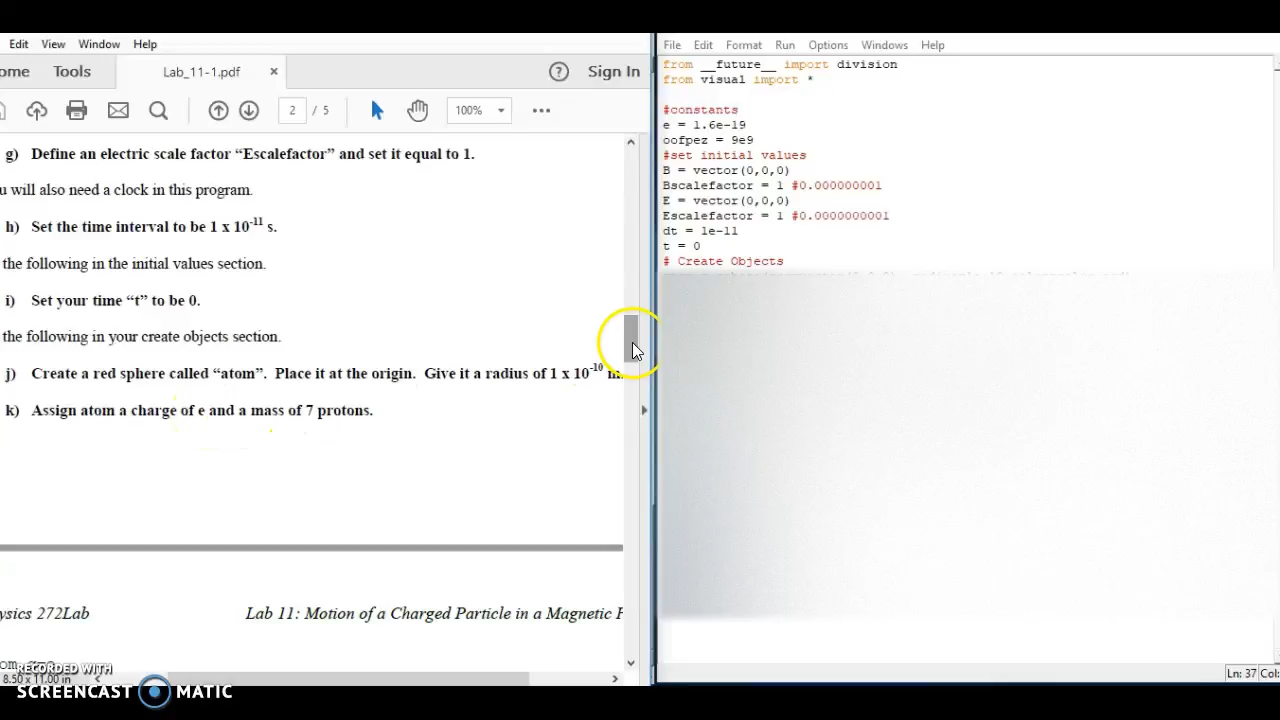 Edit View Window Help
ome Tools Lab_11-1.pdf × ? Sign In
2 / 5 100%
g) Define an electric scale factor “Escalefactor” and set it equal to 1.
u will also need a clock in this program.
h) Set the time interval to be 1 x 10⁻¹¹ s.
the following in the initial values section.
i) Set your time “t” to be 0.
the following in your create objects section.
j) Create a red sphere called “atom”. Place it at the origin. Give it a radius of 1 x 10⁻¹⁰ m.
k) Assign atom a charge of e and a mass of 7 protons.
ysics 272Lab Lab 11: Motion of a Charged Particle in a Magnetic F
8.50 x 11.00 in
RECORDED WITH
SCREENCAST MATIC
File Edit Format Run Options Windows Help
from __future__ import division
from visual import *
#constants
e = 1.6e-19
oofpez = 9e9
#set initial values
B = vector(0,0,0)
Bscalefactor = 1 #0.000000001
E = vector(0,0,0)
Escalefactor = 1 #0.0000000001
dt = 1e-11
t = 0
# Create Objects
Ln: 37 Col: